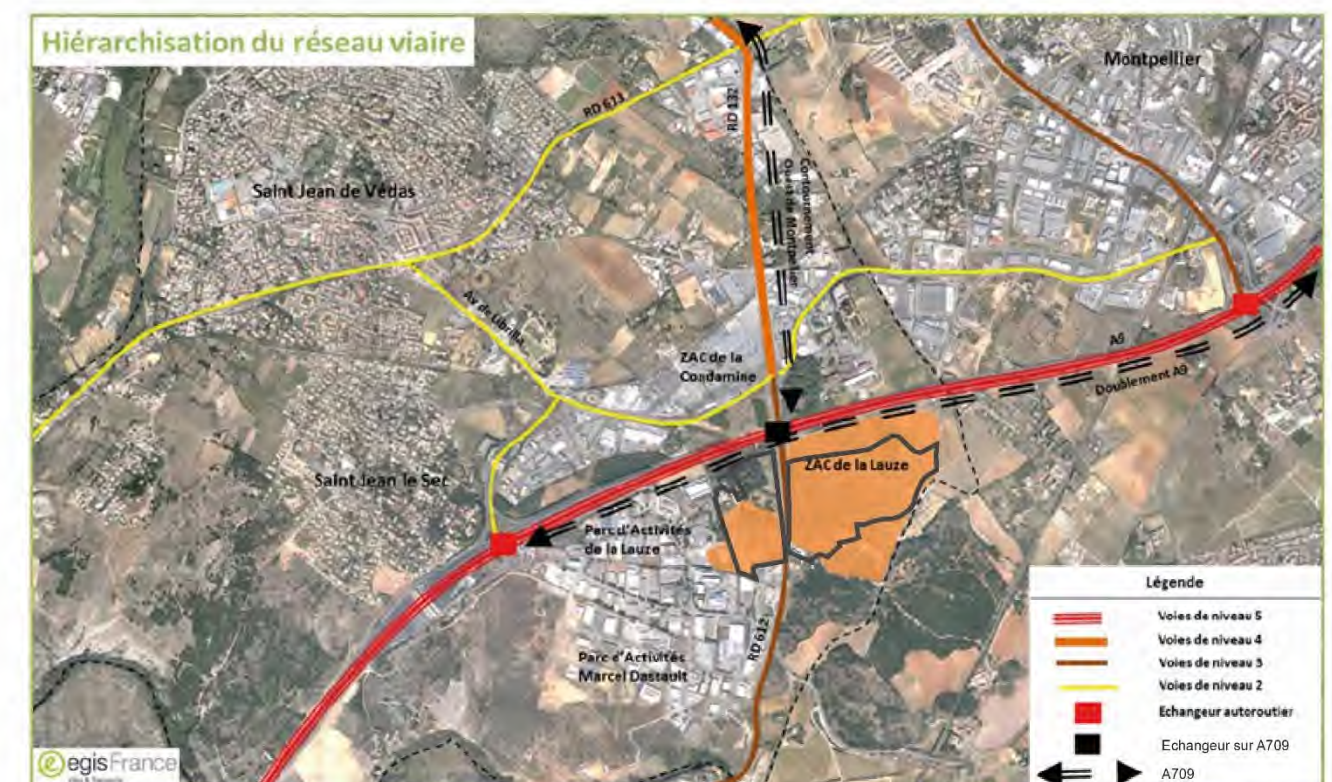 Hiérarchisation du réseau viaire
Montpellier
RD 613
RD 132
Contournement
Ouest de Montpellier
Saint Jean de Védas
Av de Librilla
ZAC de la
Condamine
A9
Doublement A9
Saint Jean le Sec
ZAC de la Lauze
Parc d'Activités
de la Lauze
Parc d'Activités
Marcel Dassault
RD 612
Légende
Voies de niveau 5
Voies de niveau 4
Voies de niveau 3
Voies de niveau 2
Echangeur autoroutier
Echangeur sur A709
A709
egis France